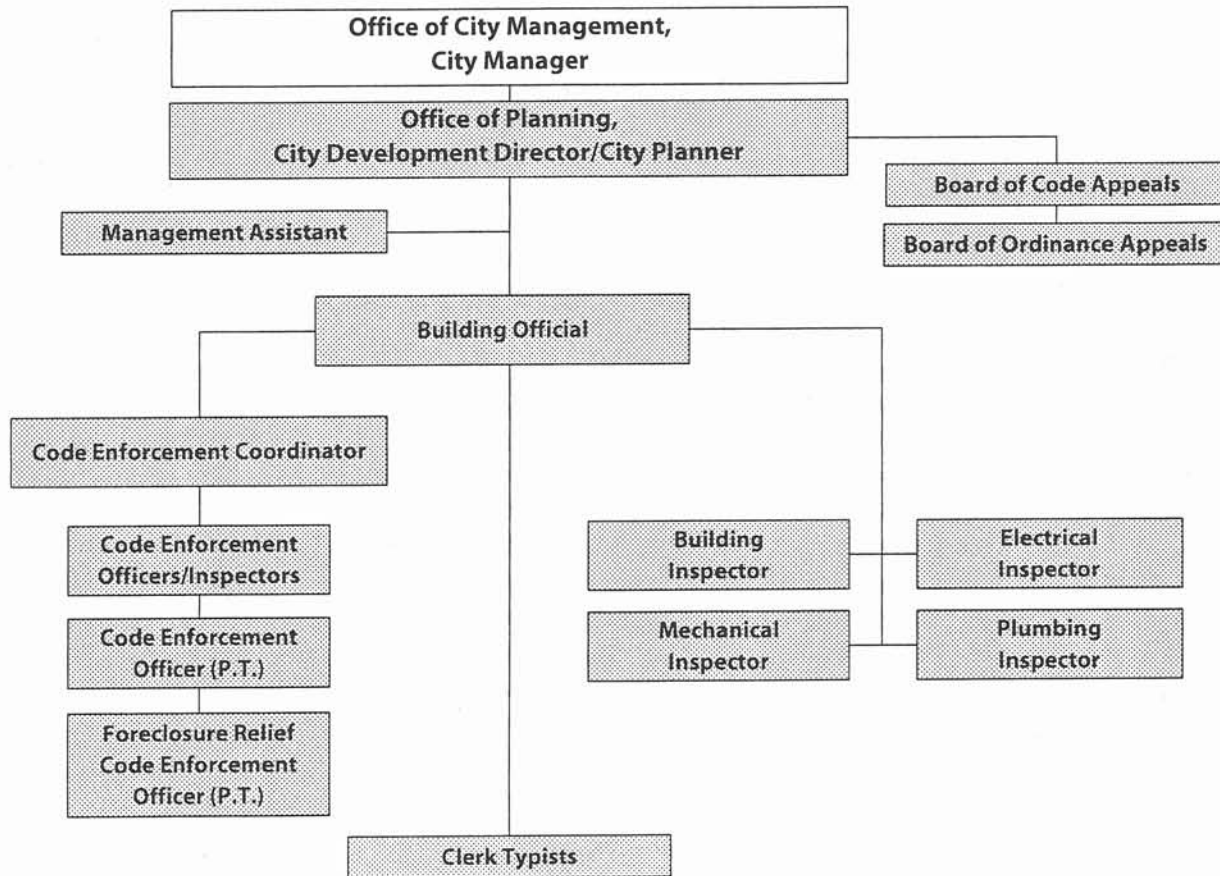 Office of City Management,
City Manager
Office of Planning,
City Development Director/City Planner
Board of Code Appeals
Management Assistant
Board of Ordinance Appeals
Building Official
Code Enforcement Coordinator
Code Enforcement
Officers/Inspectors
Building
Inspector
Electrical
Inspector
Code Enforcement
Officer (P.T.)
Mechanical
Inspector
Plumbing
Inspector
Foreclosure Relief
Code Enforcement
Officer (P.T.)
Clerk Typists